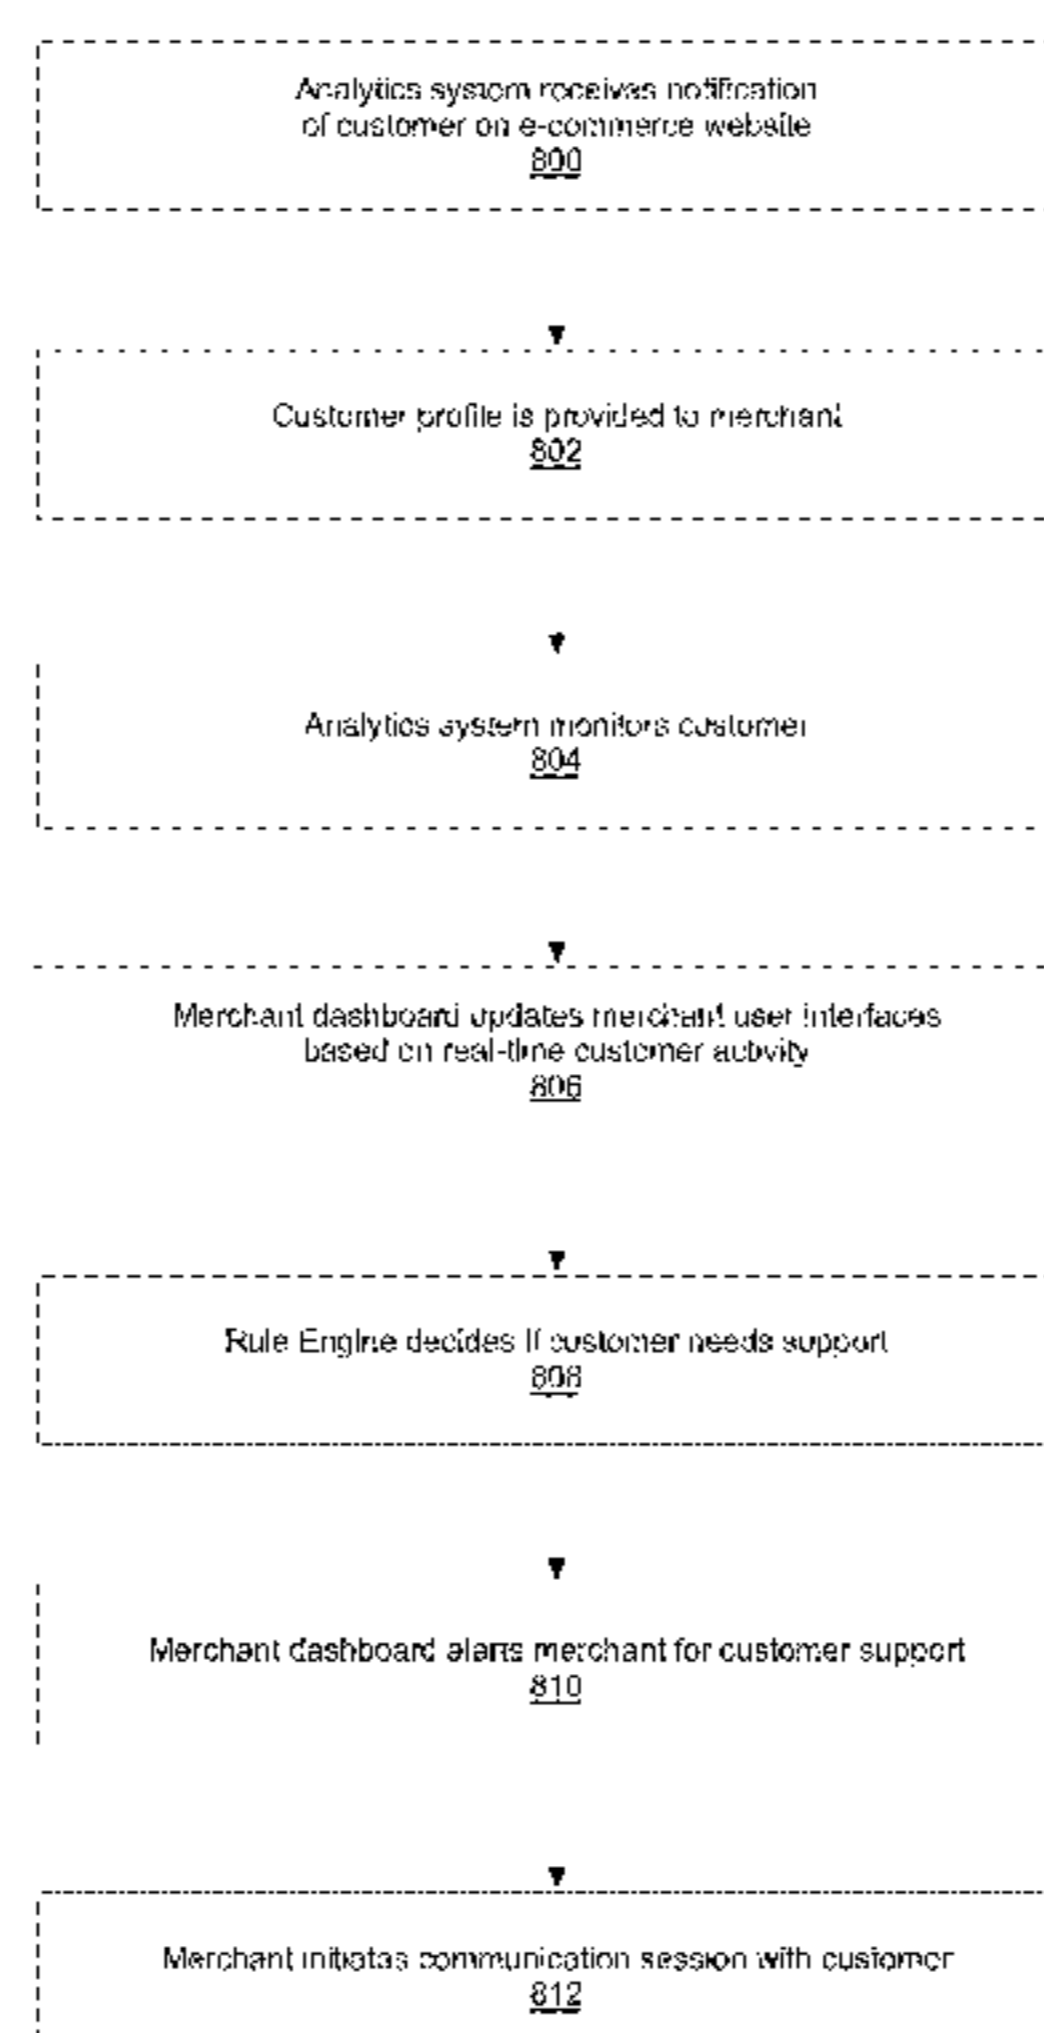 Analytics system receives notification
of customer on e-commerce website
800
Customer profile is provided to merchant
802
Analytics system monitors customer
804
Merchant dashboard updates merchant user interfaces
based on real-time customer activity
806
Rule Engine decides if customer needs support
808
Merchant dashboard alerts merchant for customer support
810
Merchant initiates communication session with customer
812